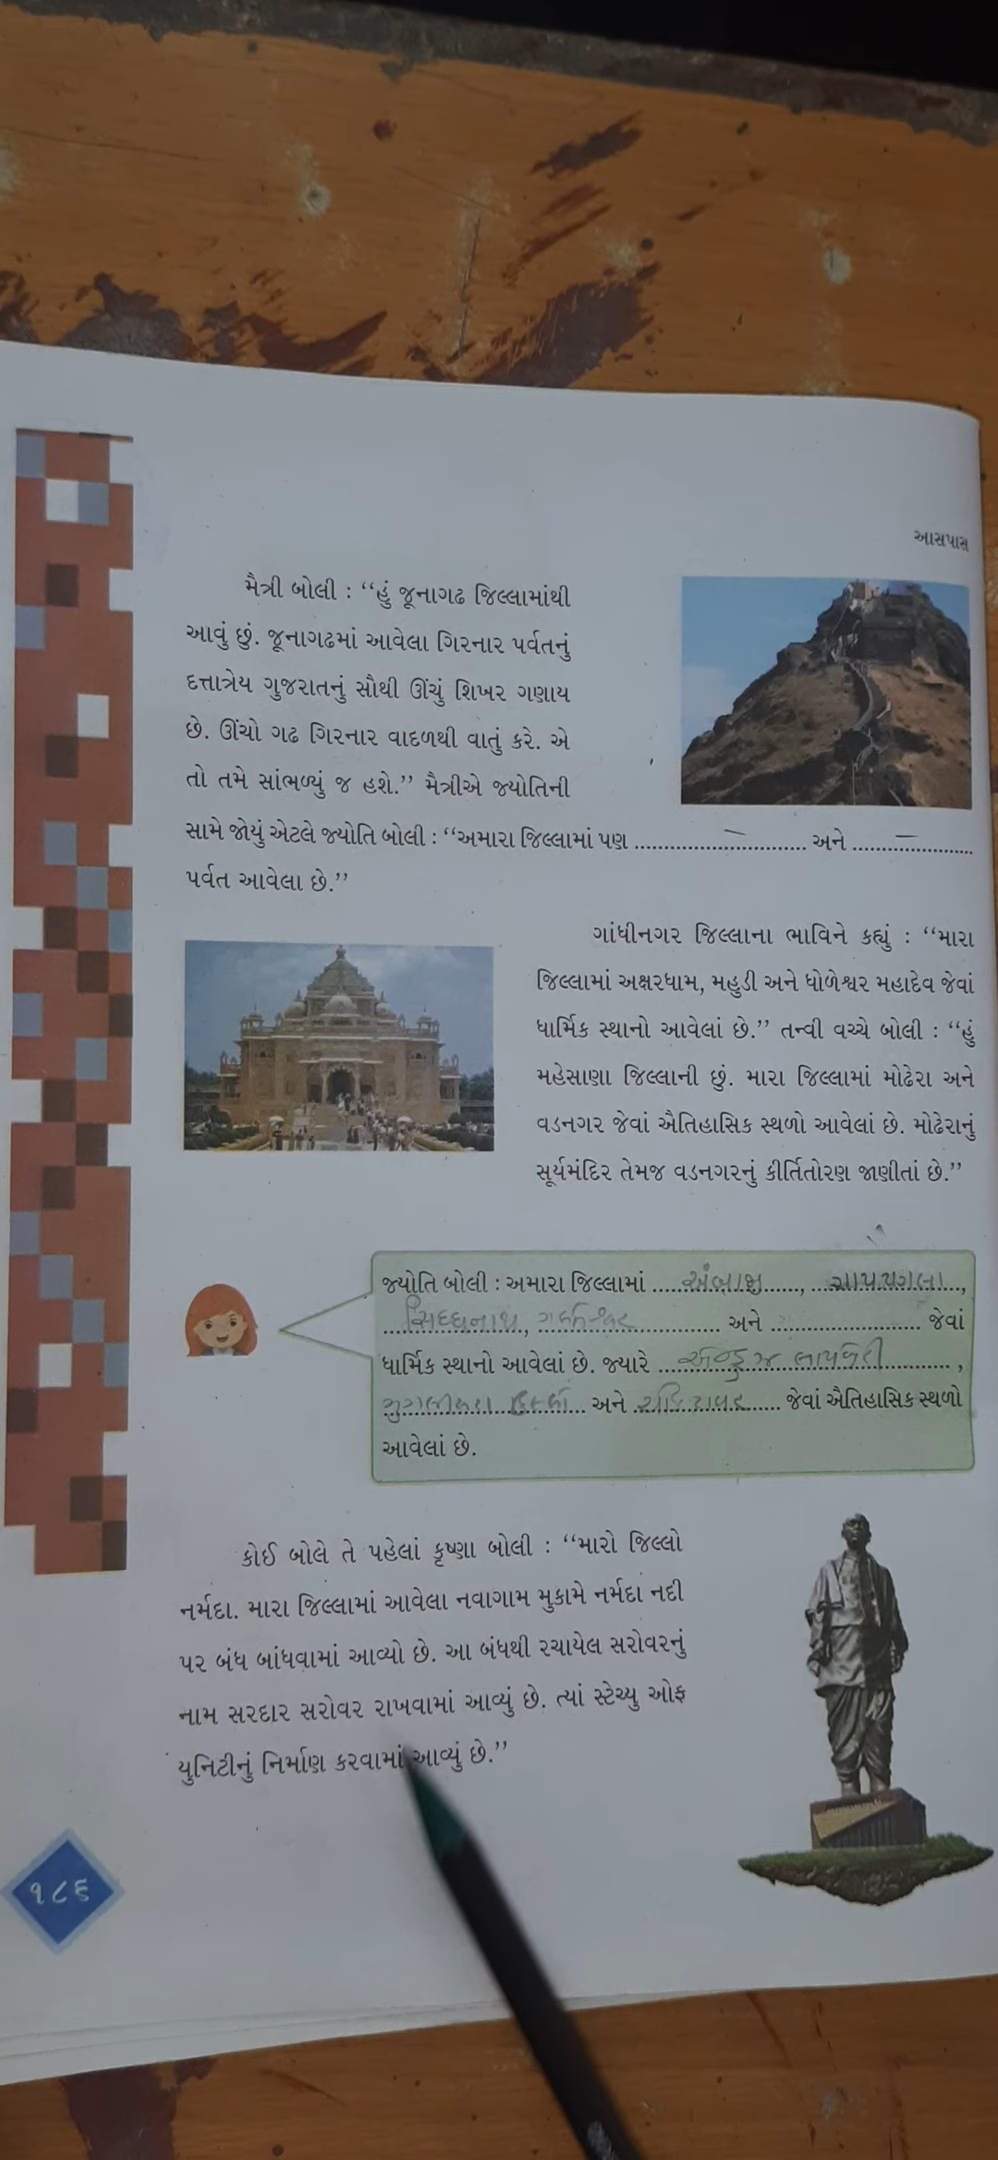 આસપાસ
મૈત્રી બોલી : “હું જૂનાગઢ જિલ્લામાંથી
આવું છું. જૂનાગઢમાં આવેલા ગિરનાર પર્વતનું
દત્તાત્રેય ગુજરાતનું સૌથી ઊંચું શિખર ગણાય
છે. ઊંચો ગઢ ગિરનાર વાદળથી વાતું કરે. એ
તો તમે સાંભળ્યું જ હશે.” મૈત્રીએ જ્યોતિની
સામે જોયું એટલે જ્યોતિ બોલી : “અમારા જિલ્લામાં પણ .............. – .............. અને .......... – ..........
પર્વત આવેલા છે.”
ગાંધીનગર જિલ્લાના ભાવિને કહ્યું : “મારા
જિલ્લામાં અક્ષરધામ, મહુડી અને ધોળેશ્વર મહાદેવ જેવાં
ધાર્મિક સ્થાનો આવેલાં છે.” તન્વી વચ્ચે બોલી : “હું
મહેસાણા જિલ્લાની છું. મારા જિલ્લામાં મોઢેરા અને
વડનગર જેવાં ઐતિહાસિક સ્થળો આવેલાં છે. મોઢેરાનું
સૂર્યમંદિર તેમજ વડનગરનું કીર્તિતોરણ જાણીતાં છે.”
જ્યોતિ બોલી : અમારા જિલ્લામાં અંબાજી,
સિધ્ધનાથ, અને .......................... જેવાં
ધાર્મિક સ્થાનો આવેલાં છે. જ્યારે ,
અને જેવાં ઐતિહાસિક સ્થળો
આવેલાં છે.
કોઈ બોલે તે પહેલાં કૃષ્ણા બોલી : “મારો જિલ્લો
નર્મદા. મારા જિલ્લામાં આવેલા નવાગામ મુકામે નર્મદા નદી
પર બંધ બાંધવામાં આવ્યો છે. આ બંધથી રચાયેલ સરોવરનું
નામ સરદાર સરોવર રાખવામાં આવ્યું છે. ત્યાં સ્ટેચ્યુ ઓફ
યુનિટીનું નિર્માણ કરવામાં આવ્યું છે.”
૧૮૬